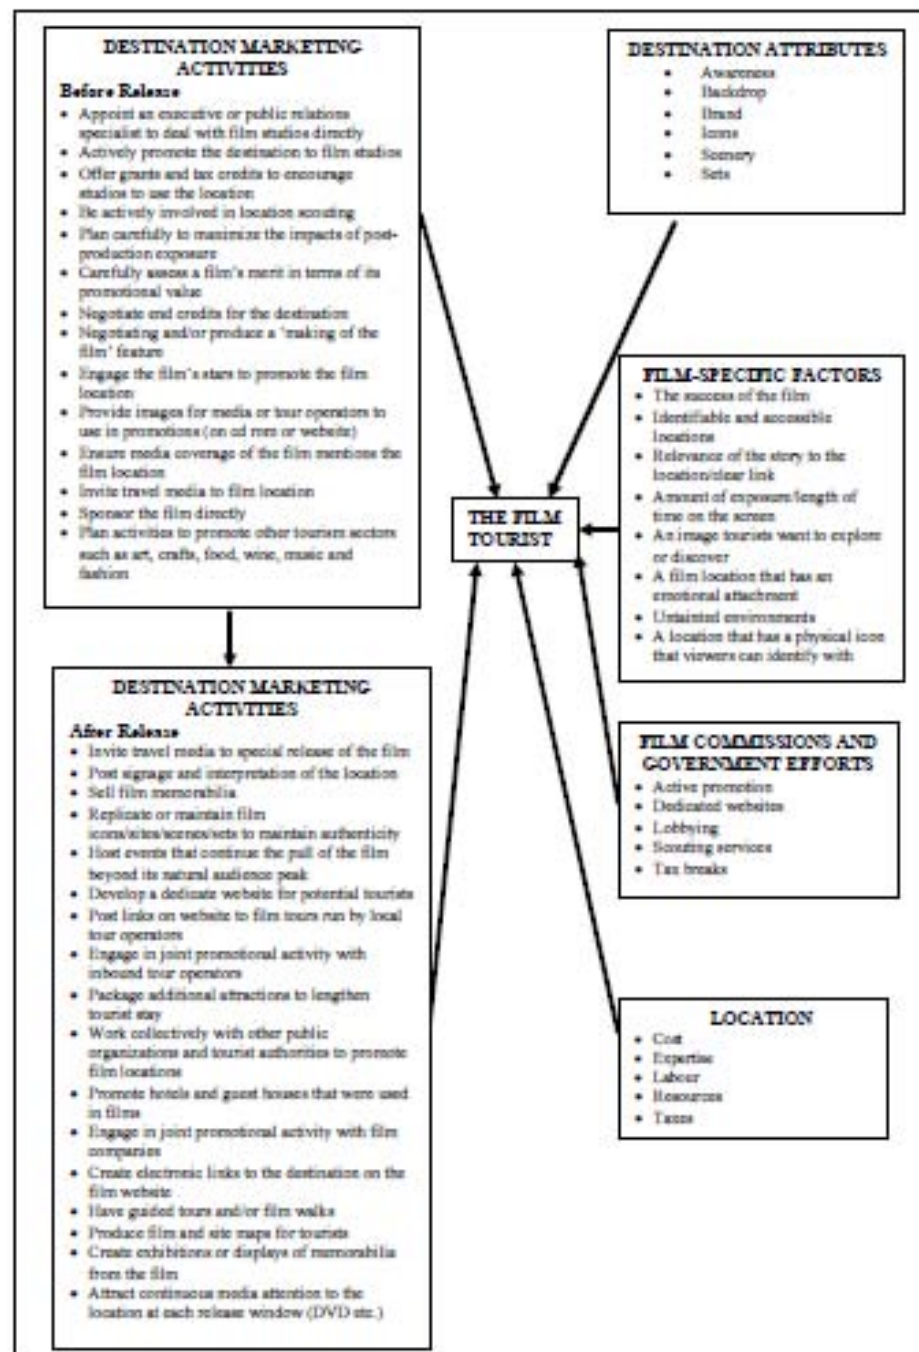 DESTINATION MARKETING
ACTIVITIES
Before Release
• Appoint an executive or public relations
specialist to deal with film studios directly
• Actively promote the destination to film studios
• Offer grants and tax credits to encourage
studios to use the location
• Be actively involved in location scouting
• Plan carefully to maximize the impacts of post-
production exposure
• Carefully assess a film's merit in terms of its
promotional value
• Negotiate end credits for the destination
• Negotiating and/or produce a 'making of the
film' feature
• Engage the film's stars to promote the film
location
• Provide images for media or tour operators to
use in promotions (on cd rom or website)
• Ensure media coverage of the film mentions the
film location
• Invite travel media to film location
• Sponsor the film directly
• Plan activities to promote other tourism sectors
such as art, crafts, food, wine, music and
fashion
DESTINATION MARKETING
ACTIVITIES
After Release
• Invite travel media to special release of the film
• Post signage and interpretation of the location
• Sell film memorabilia
• Replicate or maintain film
icons/sites/scenes/sets to maintain authenticity
• Host events that continue the pull of the film
beyond its natural audience peak
• Develop a dedicate website for potential tourists
• Post links on website to film tours run by local
tour operators
• Engage in joint promotional activity with
inbound tour operators
• Package additional attractions to lengthen
tourist stay
• Work collectively with other public
organizations and tourist authorities to promote
film locations
• Promote hotels and guest houses that were used
in films
• Engage in joint promotional activity with film
companies
• Create electronic links to the destination on the
film website
• Have guided tours and/or film walks
• Produce film and site maps for tourists
• Create exhibitions or displays of memorabilia
from the film
• Attract continuous media attention to the
location at each release window (DVD etc.)
THE FILM
TOURIST
DESTINATION ATTRIBUTES
• Awareness
• Backdrop
• Brand
• Icons
• Scenery
• Sets
FILM-SPECIFIC FACTORS
• The success of the film
• Identifiable and accessible
locations
• Relevance of the story to the
location/clear link
• Amount of exposure/length of
time on the screen
• An image tourists want to explore
or discover
• A film location that has an
emotional attachment
• Untainted environments
• A location that has a physical icon
that viewers can identify with
FILM COMMISSIONS AND
GOVERNMENT EFFORTS
• Active promotion
• Dedicated websites
• Lobbying
• Scouting services
• Tax breaks
LOCATION
• Cost
• Expertise
• Labour
• Resources
• Taxes